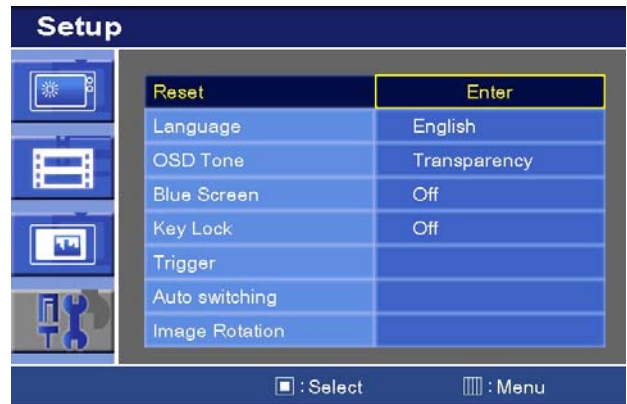 Setup
Reset Enter
Language English
OSD Tone Transparency
Blue Screen Off
Key Lock Off
Trigger
Auto switching
Image Rotation
: Select : Menu